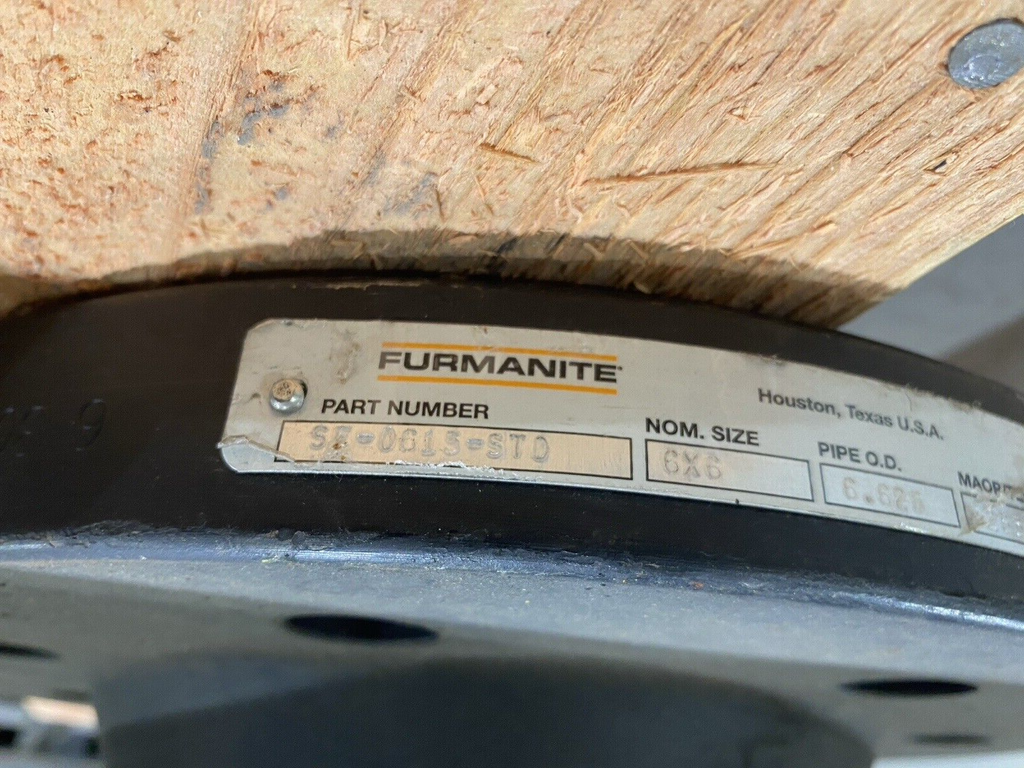 FURMANITE
Houston, Texas U.S.A.
PART NUMBER
NOM. SIZE
6X6
PIPE O.D.
6.625